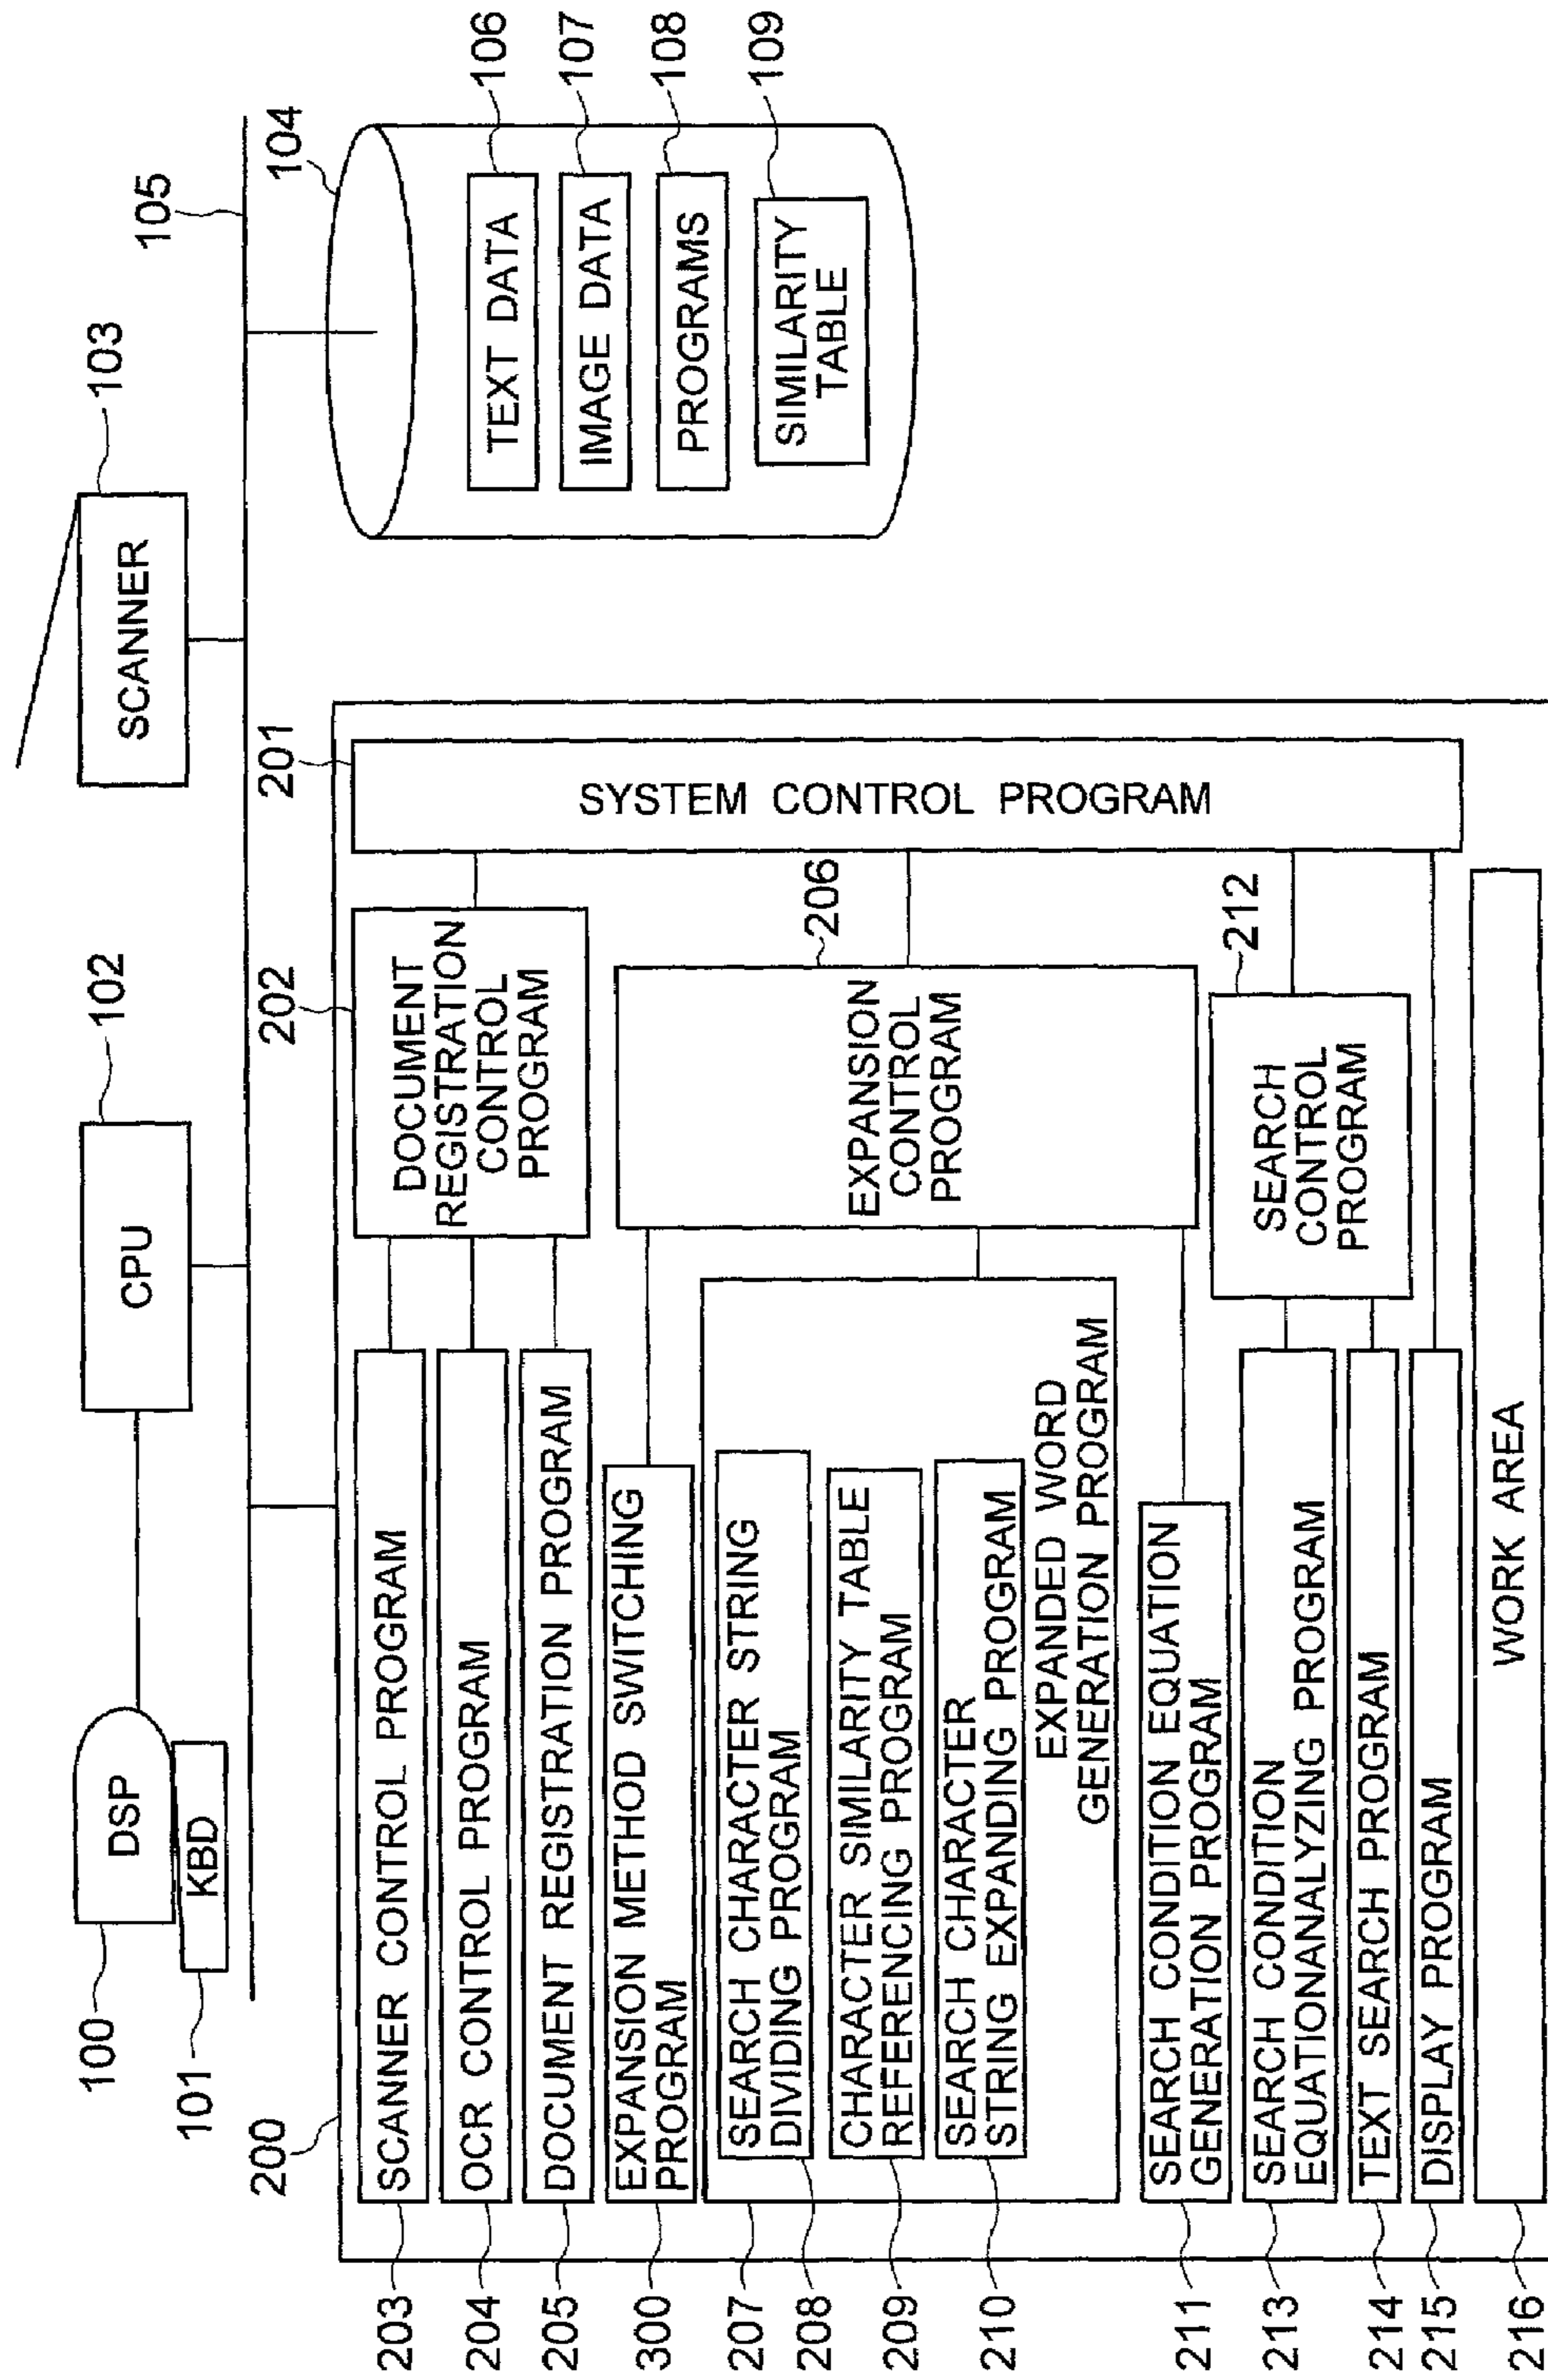 DSP
100
KBD
101
CPU
102
SCANNER
103
105
104
TEXT DATA
106
IMAGE DATA
107
PROGRAMS
108
SIMILARITY
TABLE
109
200
201
SYSTEM CONTROL PROGRAM
202
DOCUMENT
REGISTRATION
CONTROL
PROGRAM
203
SCANNER CONTROL PROGRAM
204
OCR CONTROL PROGRAM
205
DOCUMENT REGISTRATION PROGRAM
206
EXPANSION
CONTROL
PROGRAM
300
EXPANSION METHOD SWITCHING
PROGRAM
207
208
SEARCH CHARACTER STRING
DIVIDING PROGRAM
209
CHARACTER SIMILARITY TABLE
REFERENCING PROGRAM
210
SEARCH CHARACTER
STRING EXPANDING PROGRAM
EXPANDED WORD
GENERATION PROGRAM
211
SEARCH CONDITION EQUATION
GENERATION PROGRAM
212
SEARCH
CONTROL
PROGRAM
213
SEARCH CONDITION
EQUATIONANALYZING PROGRAM
214
TEXT SEARCH PROGRAM
215
DISPLAY PROGRAM
216
WORK AREA